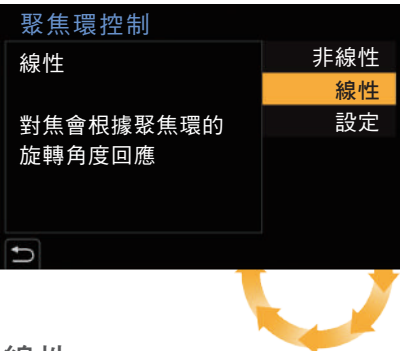 聚焦環控制
線性
對焦會根據聚焦環的
旋轉角度回應
非線性
線性
設定